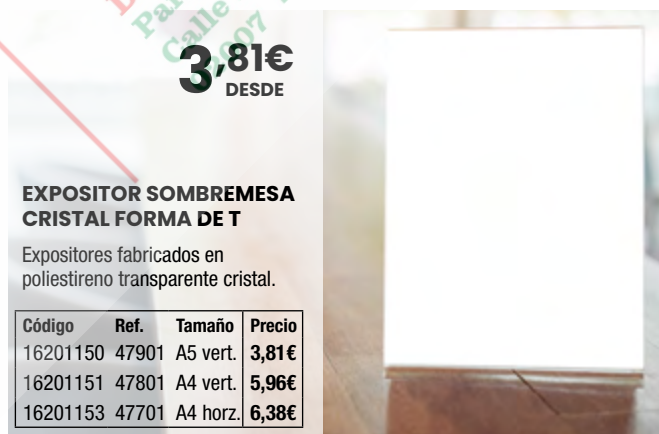 3,81€
DESDE
EXPOSITOR SOMBREMESA
CRISTAL FORMA DE T
Expositores fabricados en
poliestireno transparente cristal.
Código Ref. Tamaño Precio
16201150 47901 A5 vert. 3,81€
16201151 47801 A4 vert. 5,96€
16201153 47701 A4 horz. 6,38€
Calle